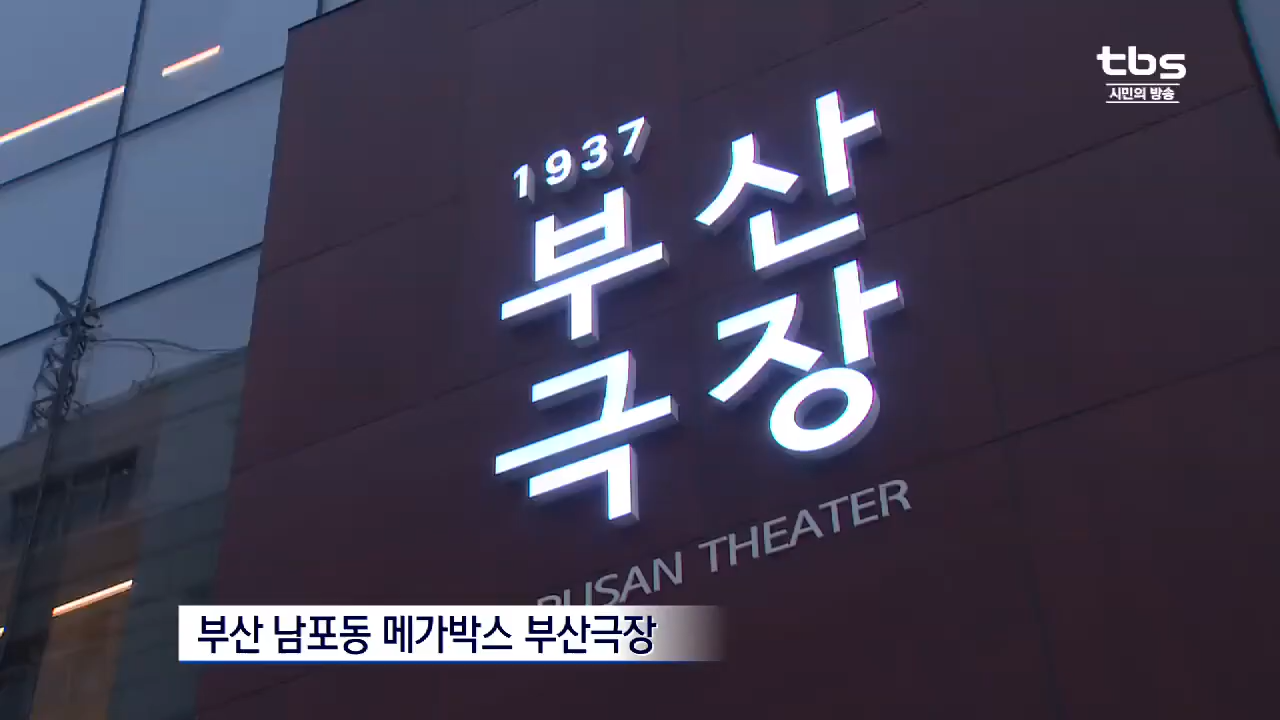 tbs
시민의 방송
1937
부산
극장
PUSAN THEATER
부산 남포동 메가박스 부산극장